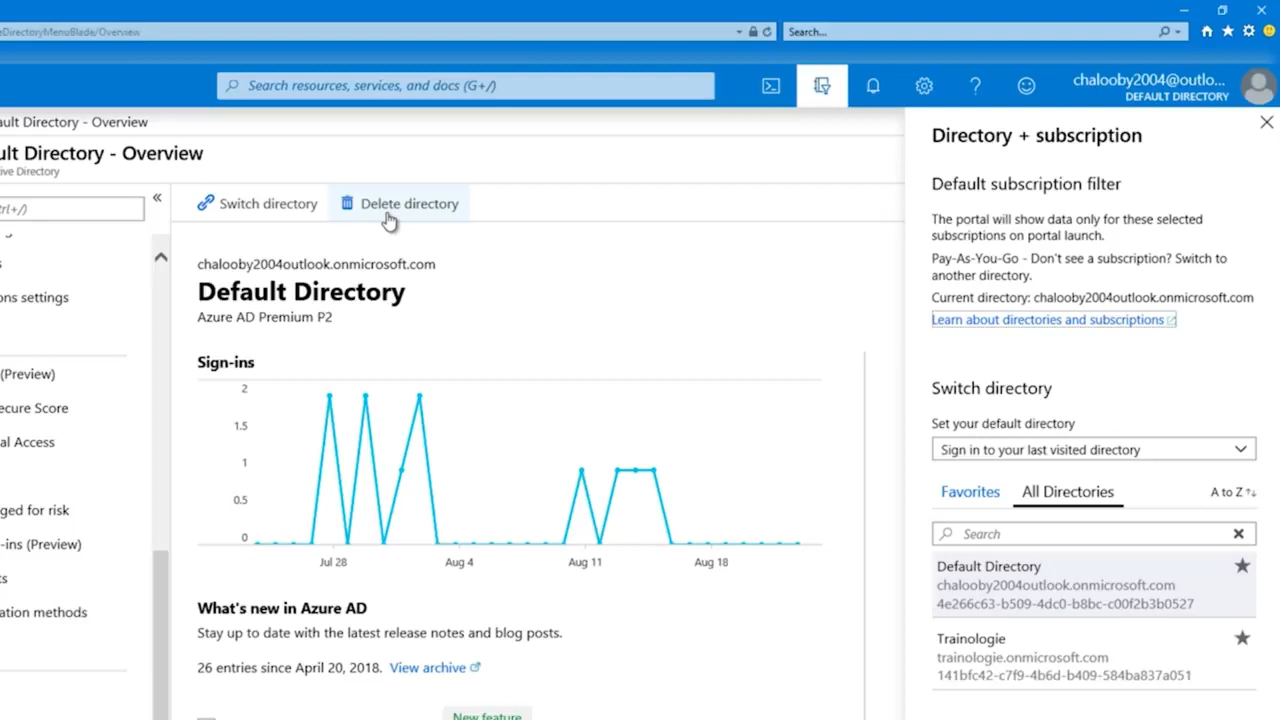 eDirectoryMenuBlade/Overview
Search...
Search resources, services, and docs (G+/)
chalooby2004@outlo...
DEFAULT DIRECTORY
ault Directory - Overview
ult Directory - Overview
ive Directory
«
trl+/)
Switch directory
Delete directory
s
ons settings
(Preview)
ecure Score
al Access
ged for risk
-ins (Preview)
ts
ation methods
chalooby2004outlook.onmicrosoft.com
Default Directory
Azure AD Premium P2
Sign-ins
2
1.5
1
0.5
0
Jul 28
Aug 4
Aug 11
Aug 18
What's new in Azure AD
Stay up to date with the latest release notes and blog posts.
26 entries since April 20, 2018. View archive
New feature
Directory + subscription
Default subscription filter
The portal will show data only for these selected
subscriptions on portal launch.
Pay-As-You-Go - Don't see a subscription? Switch to
another directory.
Current directory: chalooby2004outlook.onmicrosoft.com
Learn about directories and subscriptions
Switch directory
Set your default directory
Sign in to your last visited directory
Favorites
All Directories
A to Z
Search
Default Directory
chalooby2004outlook.onmicrosoft.com
4e266c63-b509-4dc0-b8bc-c00f2b3b0527
Trainologie
trainologie.onmicrosoft.com
141bfc42-c7f9-4b6d-b409-584ba837a051